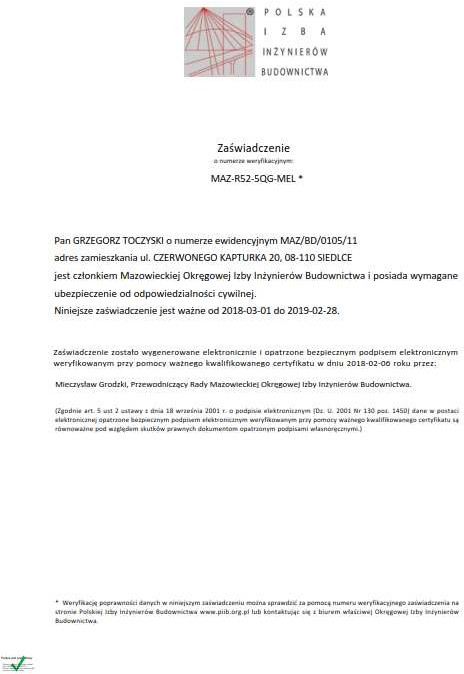 POLSKA
IZBA
INŻYNIERÓW
BUDOWNICTWA
Zaświadczenie
o numerze weryfikacyjnym:
MAZ-R52-5QG-MEL *
Pan GRZEGORZ TOCZYSKI o numerze ewidencyjnym MAZ/BD/0105/11
adres zamieszkania ul. CZERWONEGO KAPTURKA 20, 08-110 SIEDLCE
jest członkiem Mazowieckiej Okręgowej Izby Inżynierów Budownictwa i posiada wymagane
ubezpieczenie od odpowiedzialności cywilnej.
Niniejsze zaświadczenie jest ważne od 2018-03-01 do 2019-02-28.
Zaświadczenie zostało wygenerowane elektronicznie i opatrzone bezpiecznym podpisem elektronicznym
weryfikowanym przy pomocy ważnego kwalifikowanego certyfikatu w dniu 2018-02-06 roku przez:
Mieczysław Grodzki, Przewodniczący Rady Mazowieckiej Okręgowej Izby Inżynierów Budownictwa.
(Zgodnie art. 5 ust 2 ustawy z dnia 18 września 2001 r. o podpisie elektronicznym (Dz. U. 2001 Nr 130 poz. 1450) dane w postaci
elektronicznej opatrzone bezpiecznym podpisem elektronicznym weryfikowanym przy pomocy ważnego kwalifikowanego certyfikatu są
równoważne pod względem skutków prawnych dokumentom opatrzonym podpisami własnoręcznymi.)
* Weryfikację poprawności danych w niniejszym zaświadczeniu można sprawdzić za pomocą numeru weryfikacyjnego zaświadczenia na
stronie Polskiej Izby Inżynierów Budownictwa www.piib.org.pl lub kontaktując się z biurem właściwej Okręgowej Izby Inżynierów
Budownictwa.